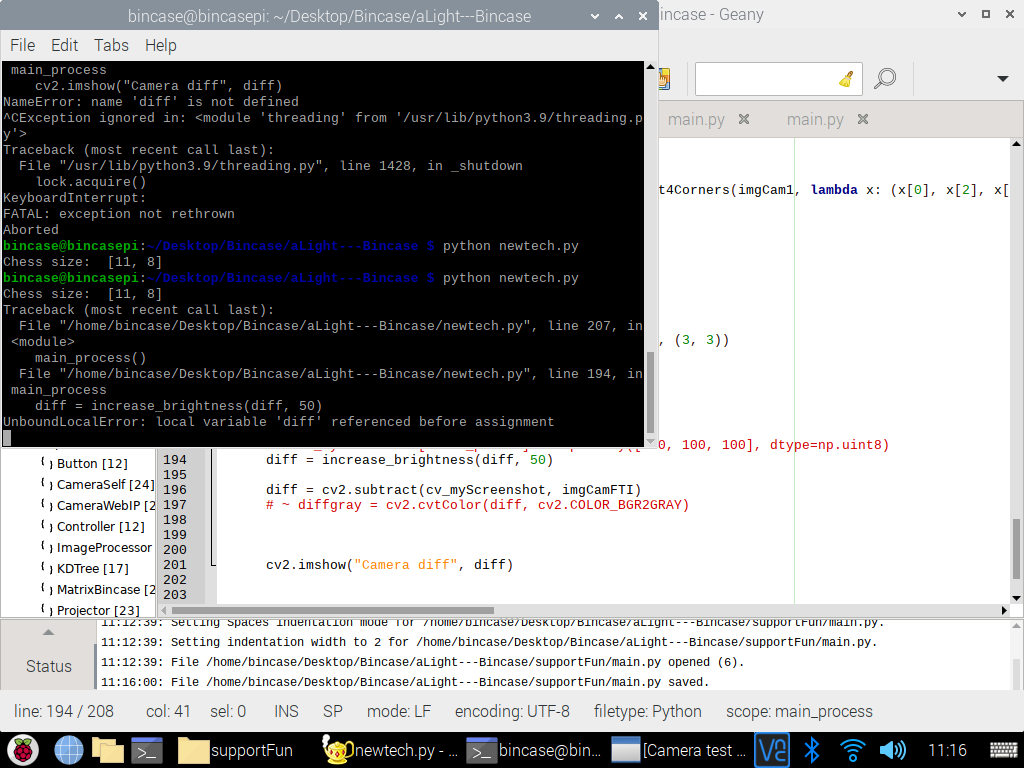 bincase@bincasepi: ~/Desktop/Bincase/aLight---Bincase
incase - Geany
File Edit Tabs Help
main_process
cv2.imshow("Camera diff", diff)
NameError: name 'diff' is not defined
^CException ignored in: <module 'threading' from '/usr/lib/python3.9/threading.p
y'>
Traceback (most recent call last):
File "/usr/lib/python3.9/threading.py", line 1428, in _shutdown
lock.acquire()
KeyboardInterrupt:
FATAL: exception not rethrown
Aborted
bincase@bincasepi:~/Desktop/Bincase/aLight---Bincase $ python newtech.py
Chess size:  [11, 8]
bincase@bincasepi:~/Desktop/Bincase/aLight---Bincase $ python newtech.py
Chess size:  [11, 8]
Traceback (most recent call last):
File "/home/bincase/Desktop/Bincase/aLight---Bincase/newtech.py", line 207, in
<module>
main_process()
File "/home/bincase/Desktop/Bincase/aLight---Bincase/newtech.py", line 194, in
main_process
diff = increase_brightness(diff, 50)
UnboundLocalError: local variable 'diff' referenced before assignment
main.py main.py
t4Corners(imgCam1, lambda x: (x[0], x[2], x[
, (3, 3))
0, 100, 100], dtype=np.uint8)
194 diff = increase_brightness(diff, 50)
195
196 diff = cv2.subtract(cv_myScreenshot, imgCamFTI)
197 # ~ diffgray = cv2.cvtColor(diff, cv2.COLOR_BGR2GRAY)
198
199
200
201 cv2.imshow("Camera diff", diff)
202
203
Button [12]
CameraSelf [24]
CameraWebIP [2
Controller [12]
ImageProcessor
KDTree [17]
MatrixBincase [2
Projector [23]
Status
11:12:39: Setting Spaces indentation mode for /home/bincase/Desktop/Bincase/aLight---Bincase/supportFun/main.py.
11:12:39: Setting indentation width to 2 for /home/bincase/Desktop/Bincase/aLight---Bincase/supportFun/main.py.
11:12:39: File /home/bincase/Desktop/Bincase/aLight---Bincase/supportFun/main.py opened (6).
11:16:00: File /home/bincase/Desktop/Bincase/aLight---Bincase/supportFun/main.py saved.
line: 194 / 208 col: 41 sel: 0 INS SP mode: LF encoding: UTF-8 filetype: Python scope: main_process
supportFun newtech.py - ... bincase@bin... [Camera test ... 11:16